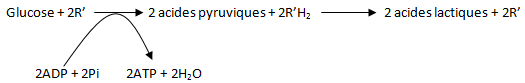 Glucose + 2R’ 2 acides pyruviques + 2R’H₂ 2 acides lactiques + 2R’
2ADP + 2Pi 2ATP + 2H₂O